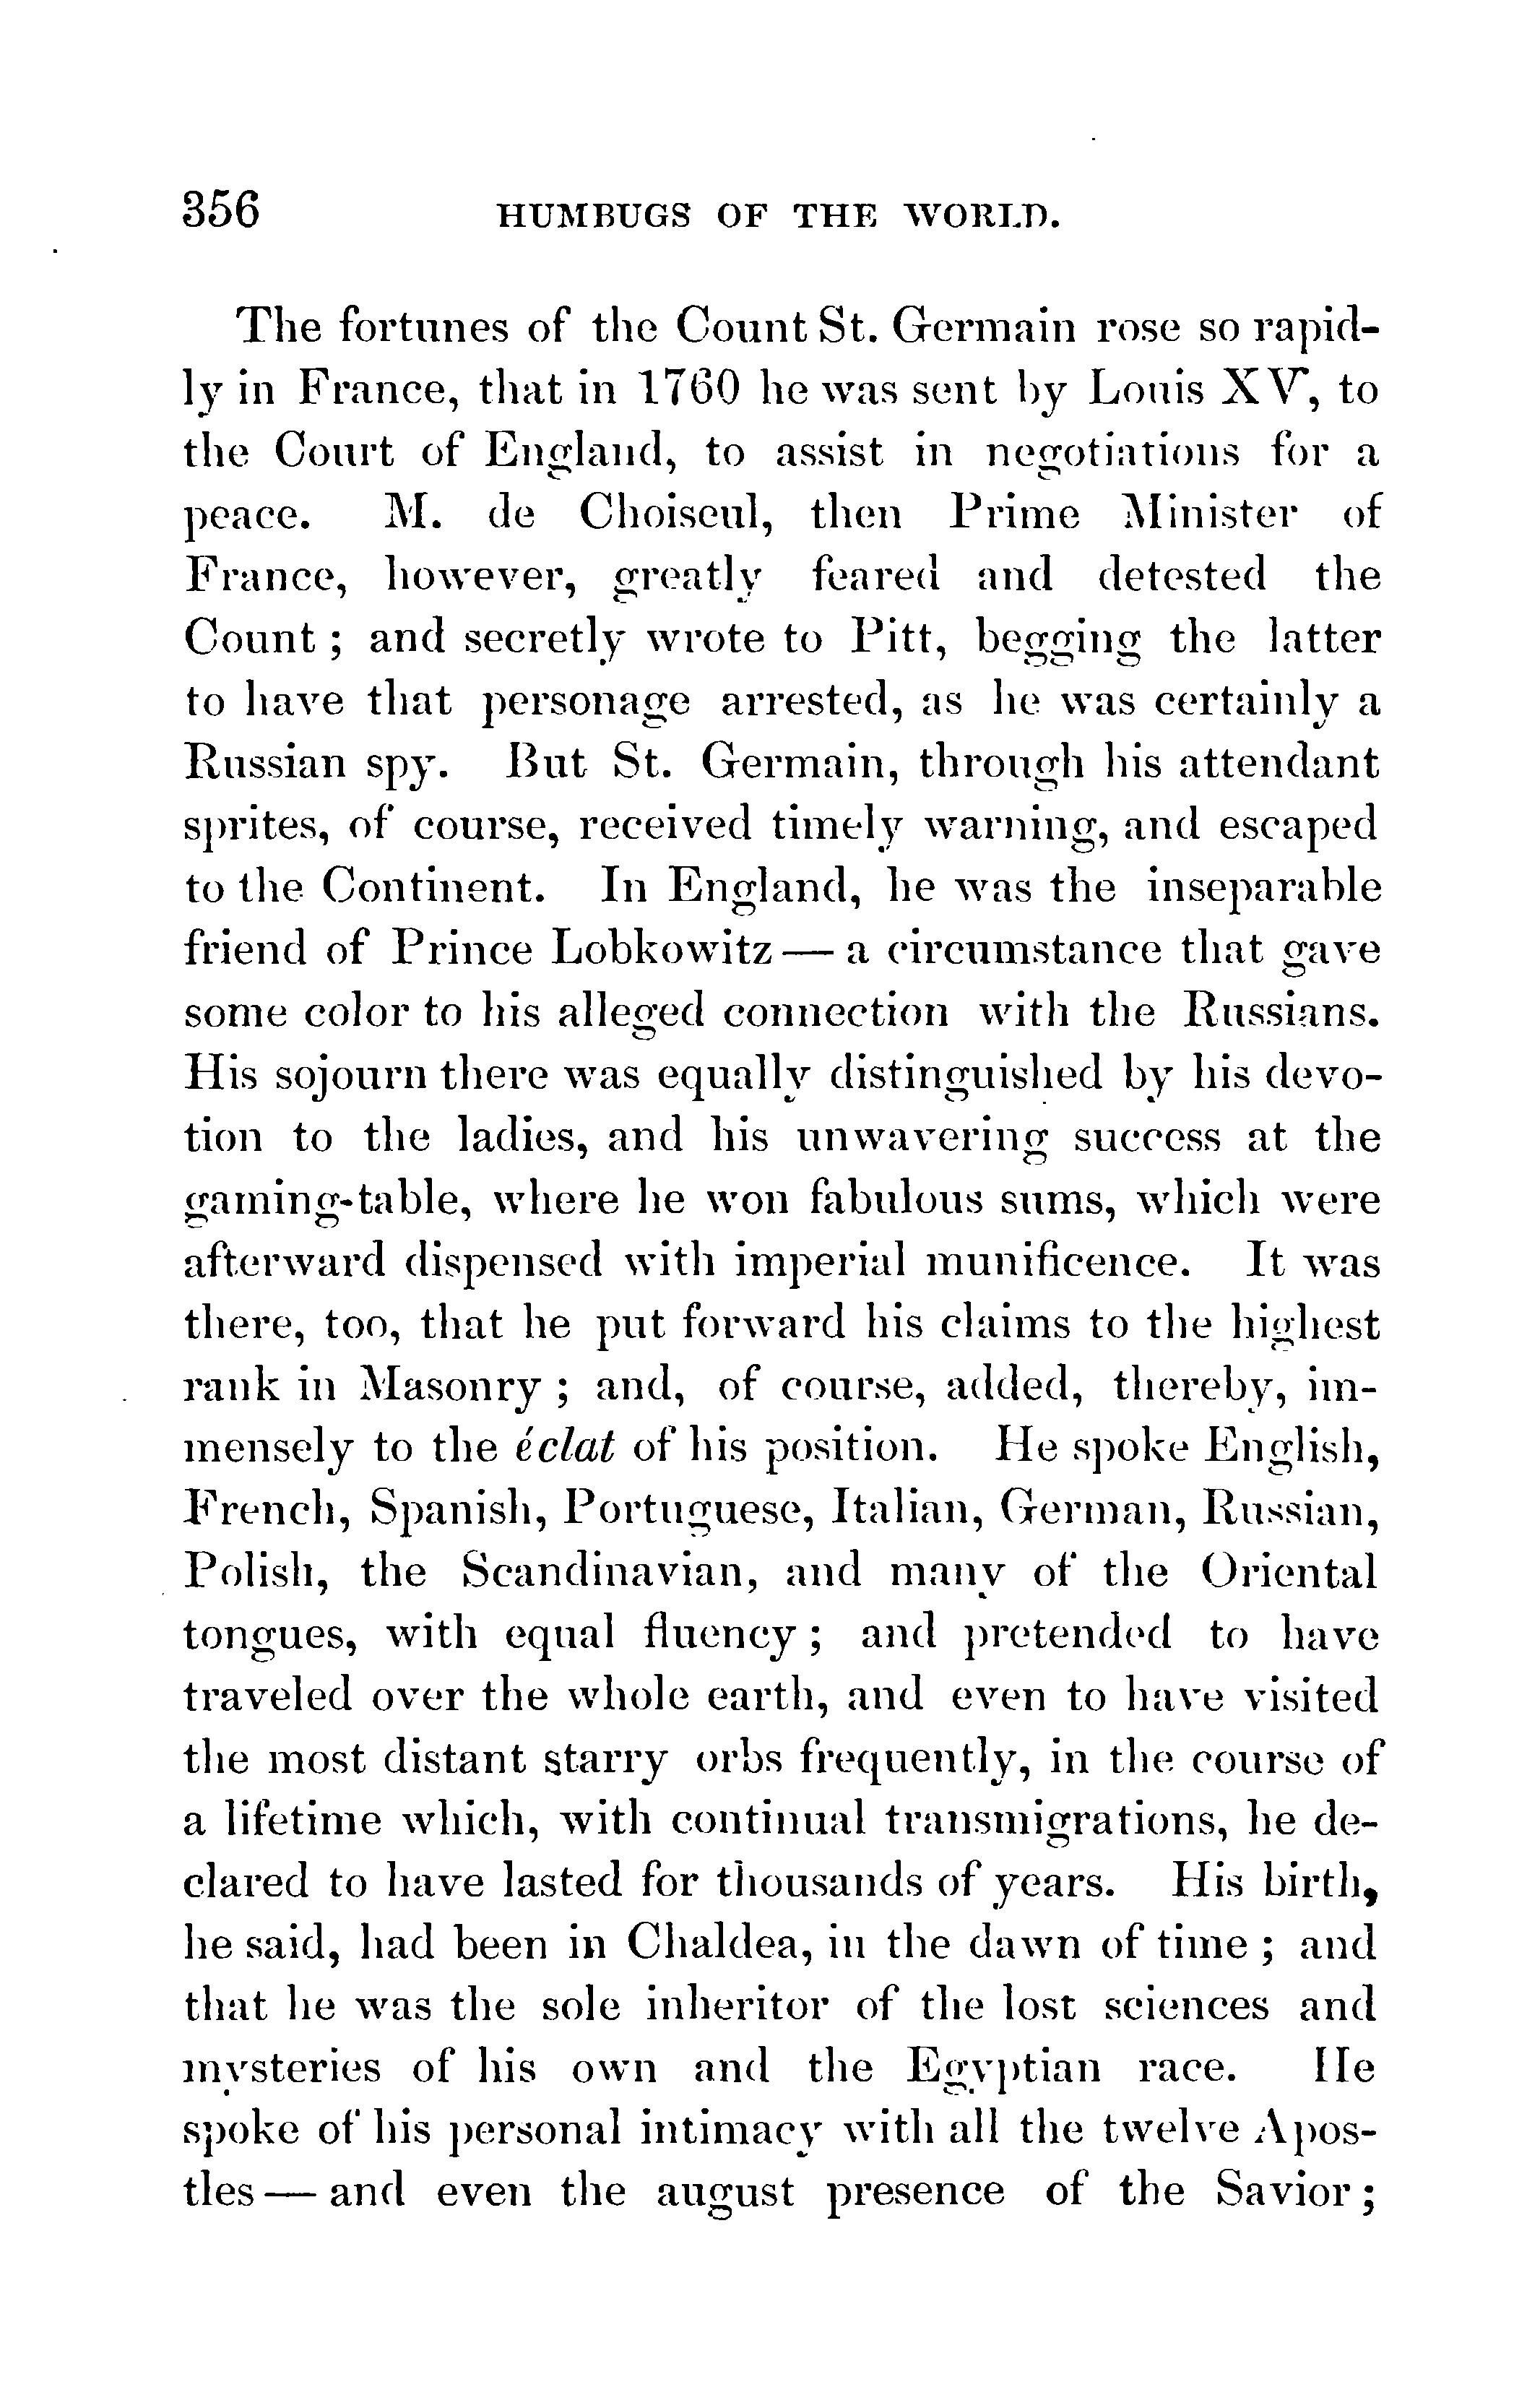 356 HUMBUGS OF THE WORLD.
The fortunes of the Count St. Germain rose so rapid-
ly in France, that in 1760 he was sent by Louis XV, to
the Court of England, to assist in negotiations for a
peace. M. de Choiseul, then Prime Minister of
France, however, greatly feared and detested the
Count ; and secretly wrote to Pitt, begging the latter
to have that personage arrested, as he was certainly a
Russian spy. But St. Germain, through his attendant
sprites, of course, received timely warning, and escaped
to the Continent. In England, he was the inseparable
friend of Prince Lobkowitz — a circumstance that gave
some color to his alleged connection with the Russians.
His sojourn there was equally distinguished by his devo-
tion to the ladies, and his unwavering success at the
gaming-table, where he won fabulous sums, which were
afterward dispensed with imperial munificence. It was
there, too, that he put forward his claims to the highest
rank in Masonry ; and, of course, added, thereby, im-
mensely to the éclat of his position. He spoke English,
French, Spanish, Portuguese, Italian, German, Russian,
Polish, the Scandinavian, and many of the Oriental
tongues, with equal fluency ; and pretended to have
traveled over the whole earth, and even to have visited
the most distant starry orbs frequently, in the course of
a lifetime which, with continual transmigrations, he de-
clared to have lasted for thousands of years. His birth,
he said, had been in Chaldea, in the dawn of time ; and
that he was the sole inheritor of the lost sciences and
mysteries of his own and the Egyptian race. He
spoke of his personal intimacy with all the twelve Apos-
tles — and even the august presence of the Savior ;